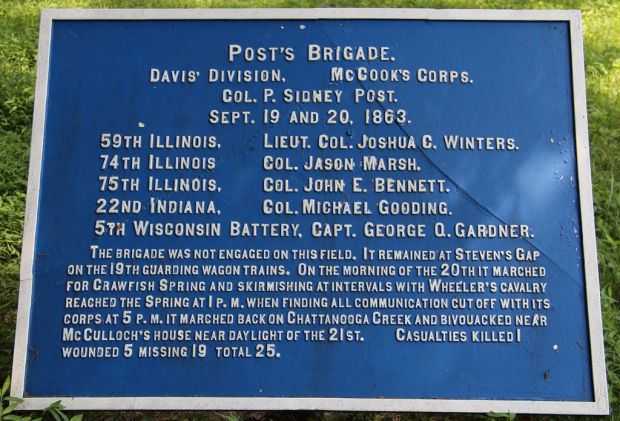 POST'S BRIGADE.
DAVIS' DIVISION, MCCOOK'S CORPS.
COL. P. SIDNEY POST.
SEPT. 19 AND 20, 1863.
59TH ILLINOIS, LIEUT. COL. JOSHUA C. WINTERS.
74TH ILLINOIS COL. JASON MARSH.
75TH ILLINOIS, COL. JOHN E. BENNETT.
22ND INDIANA, COL. MICHAEL GOODING.
5TH WISCONSIN BATTERY, CAPT. GEORGE Q. GARDNER.
THE BRIGADE WAS NOT ENGAGED ON THIS FIELD. IT REMAINED AT STEVEN'S GAP
ON THE 19TH GUARDING WAGON TRAINS. ON THE MORNING OF THE 20TH IT MARCHED
FOR CRAWFISH SPRING AND SKIRMISHING AT INTERVALS WITH WHEELER'S CAVALRY
REACHED THE SPRING AT 1 P.M. WHEN FINDING ALL COMMUNICATION CUT OFF WITH ITS
CORPS AT 5 P.M. IT MARCHED BACK ON CHATTANOOGA CREEK AND BIVOUACKED NEAR
MCCULLOCH'S HOUSE NEAR DAYLIGHT OF THE 21ST. CASUALTIES KILLED 1
WOUNDED 5 MISSING 19 TOTAL 25.